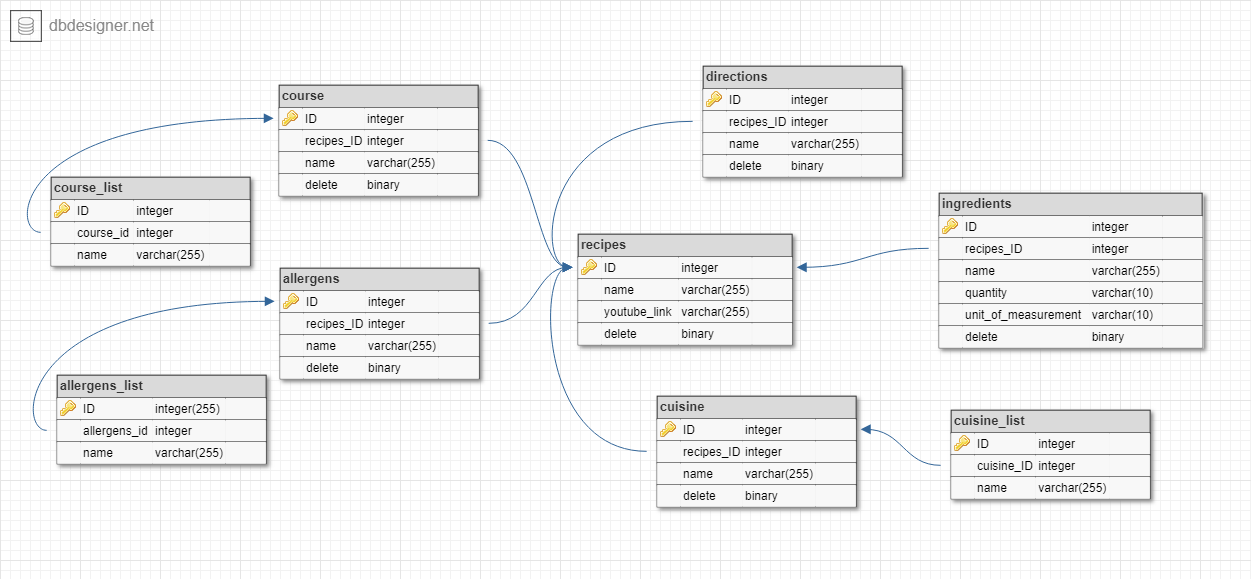 dbdesigner.net
course
ID integer
recipes_ID integer
name varchar(255)
delete binary
course_list
ID integer
course_id integer
name varchar(255)
allergens
ID integer
recipes_ID integer
name varchar(255)
delete binary
allergens_list
ID integer(255)
allergens_id integer
name varchar(255)
directions
ID integer
recipes_ID integer
name varchar(255)
delete binary
recipes
ID integer
name varchar(255)
youtube_link varchar(255)
delete binary
ingredients
ID integer
recipes_ID integer
name varchar(255)
quantity varchar(10)
unit_of_measurement varchar(10)
delete binary
cuisine
ID integer
recipes_ID integer
name varchar(255)
delete binary
cuisine_list
ID integer
cuisine_ID integer
name varchar(255)